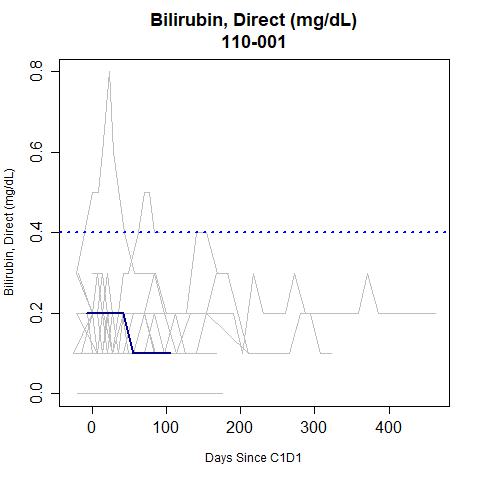 Bilirubin, Direct (mg/dL)
110-001
Bilirubin, Direct (mg/dL)
0.8
0.6
0.4
0.2
0.0
0 100 200 300 400
Days Since C1D1